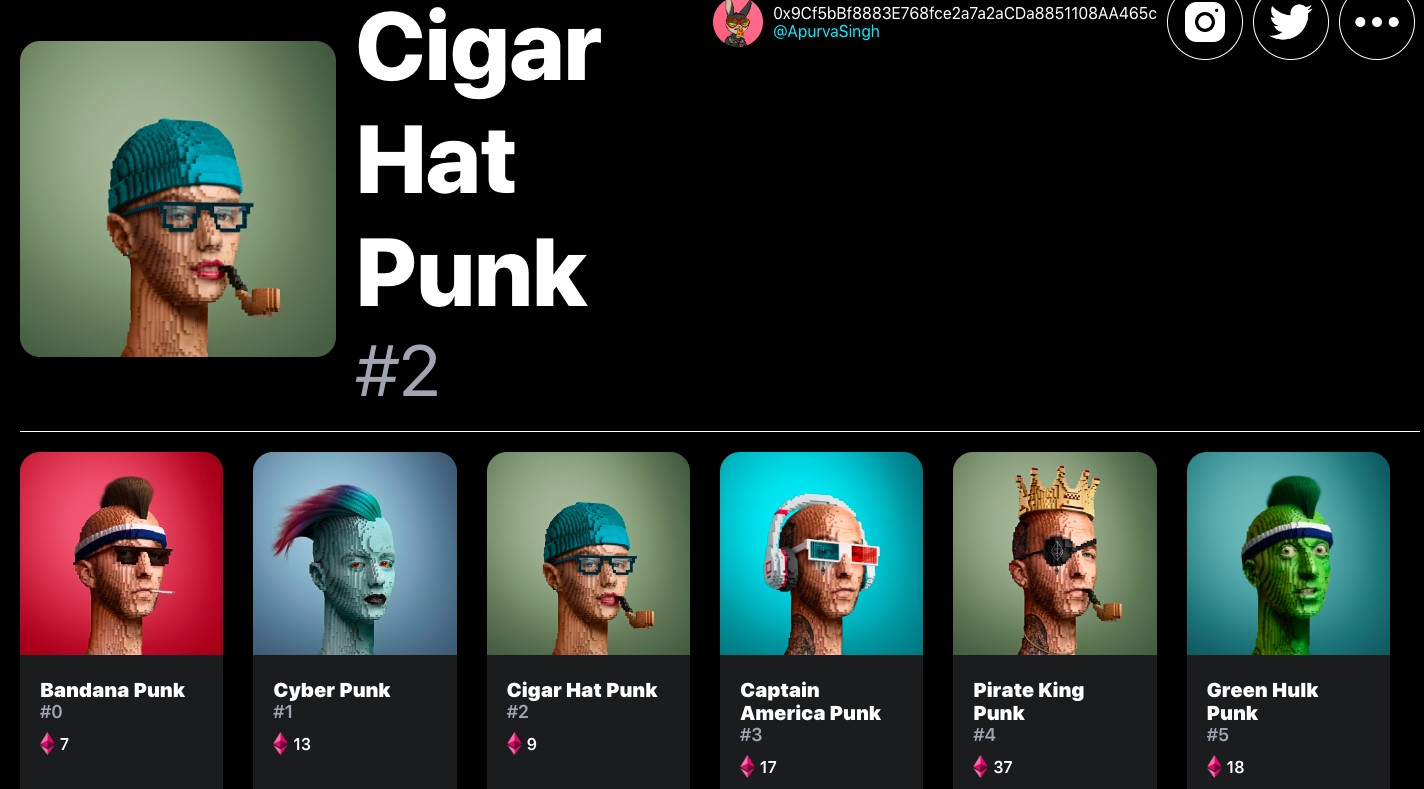 Cigar
Hat
Punk
#2
0x9Cf5bBf8883E768fce2a7a2aCDa8851108AA465c
@ApurvaSingh
Bandana Punk
#0
7
Cyber Punk
#1
13
Cigar Hat Punk
#2
9
Captain
America Punk
#3
17
Pirate King
Punk
#4
37
Green Hulk
Punk
#5
18